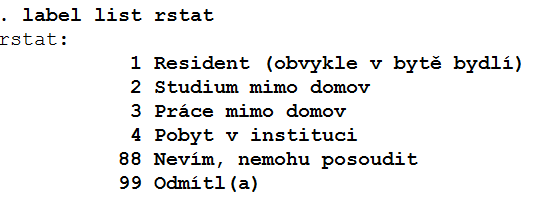 . label list rstat
rstat:
1 Resident (obvykle v bytě bydlí)
2 Studium mimo domov
3 Práce mimo domov
4 Pobyt v instituci
88 Nevím, nemohu posoudit
99 Odmítl(a)